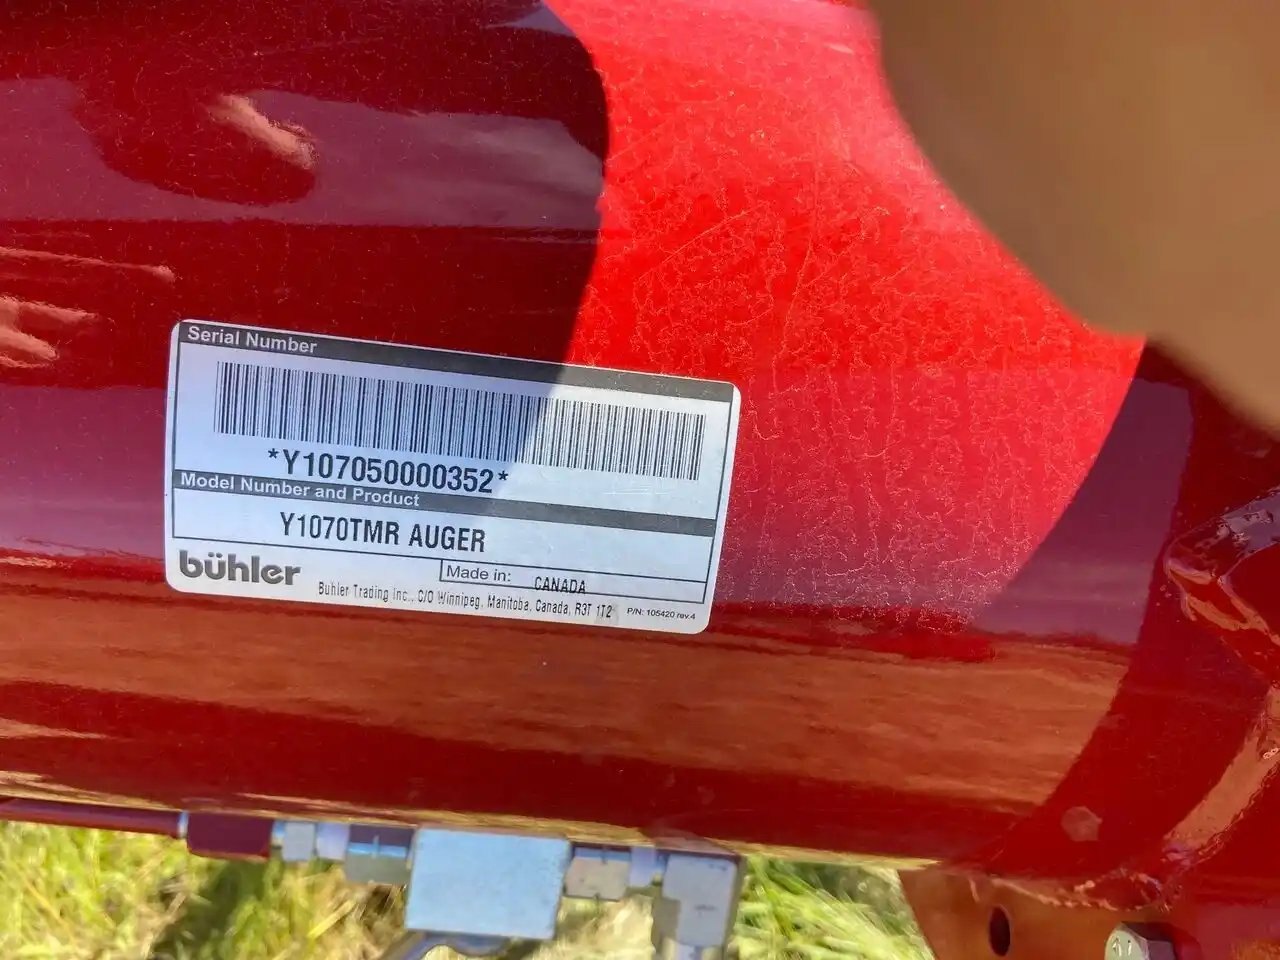 Serial Number
*Y107050000352*
Model Number and Product
Y1070TMR AUGER
bühler
Made in: CANADA
Buhler Trading Inc., C/O Winnipeg, Manitoba, Canada, R3T 1T2
P/N: 105420 rev.4